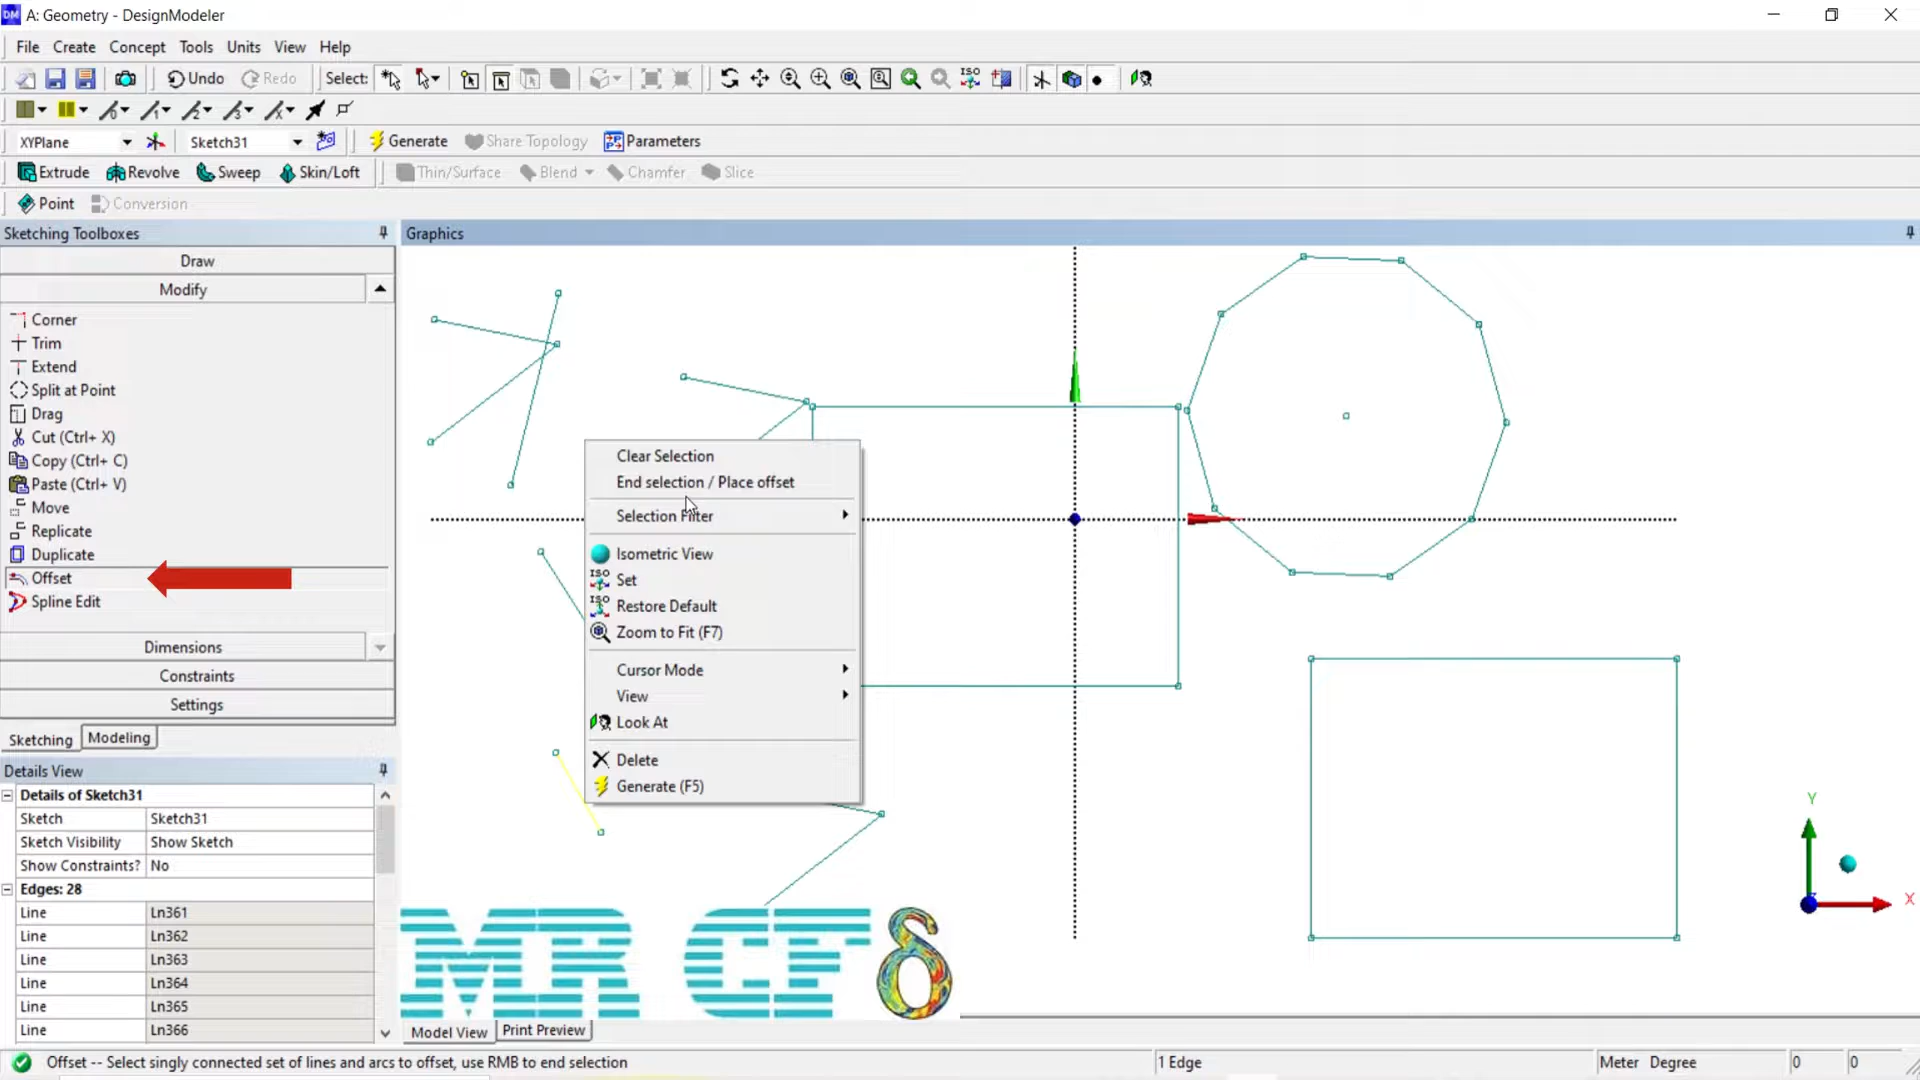 A: Geometry - DesignModeler
File Create Concept Tools Units View Help
Undo Redo Select: ISO
XYPlane Sketch31 Generate Share Topology Parameters
Extrude Revolve Sweep Skin/Loft Thin/Surface Blend Chamfer Slice
Point Conversion
Sketching Toolboxes
Draw
Modify
Corner
Trim
Extend
Split at Point
Drag
Cut (Ctrl+ X)
Copy (Ctrl+ C)
Paste (Ctrl+ V)
Move
Replicate
Duplicate
Offset
Spline Edit
Dimensions
Constraints
Settings
Sketching Modeling
Details View
Details of Sketch31
Sketch Sketch31
Sketch Visibility Show Sketch
Show Constraints? No
Edges: 28
Line Ln361
Line Ln362
Line Ln363
Line Ln364
Line Ln365
Line Ln366
Graphics
Clear Selection
End selection / Place offset
Selection Filter
Isometric View
ISO Set
ISO Restore Default
Zoom to Fit (F7)
Cursor Mode
View
Look At
Delete
Generate (F5)
Y
X
MR CFδ
Model View Print Preview
Offset -- Select singly connected set of lines and arcs to offset, use RMB to end selection 1 Edge Meter Degree 0 0